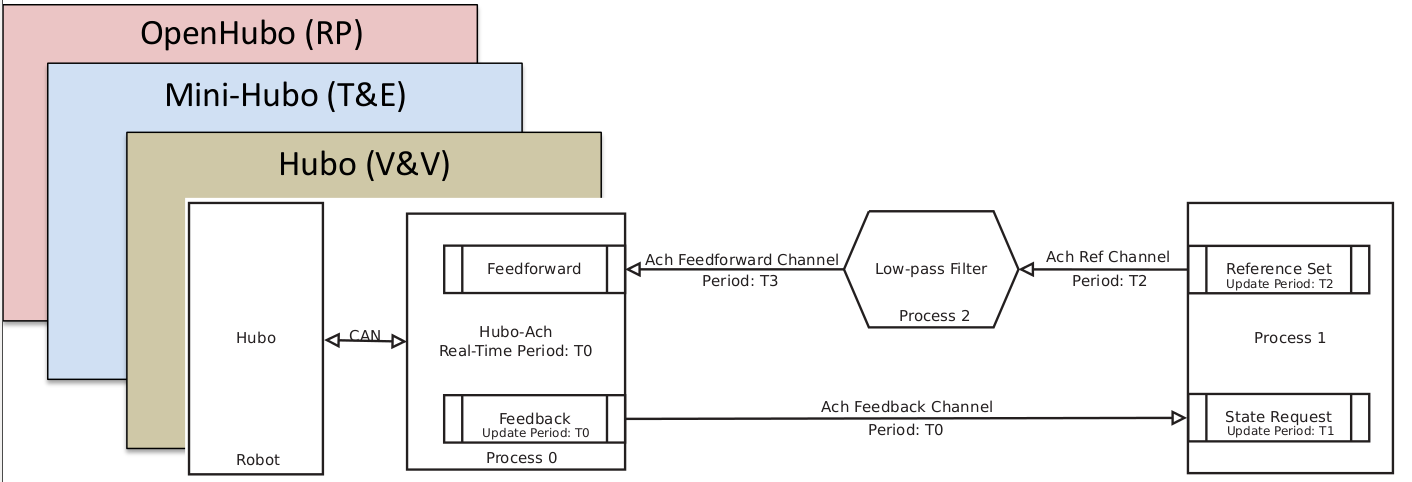 OpenHubo (RP)
Mini-Hubo (T&E)
Hubo (V&V)
Hubo
Robot
CAN
Feedforward
Hubo-Ach
Real-Time Period: T0
Feedback
Update Period: T0
Process 0
Ach Feedforward Channel
Period: T3
Low-pass Filter
Process 2
Ach Ref Channel
Period: T2
Reference Set
Update Period: T2
Process 1
Ach Feedback Channel
Period: T0
State Request
Update Period: T1